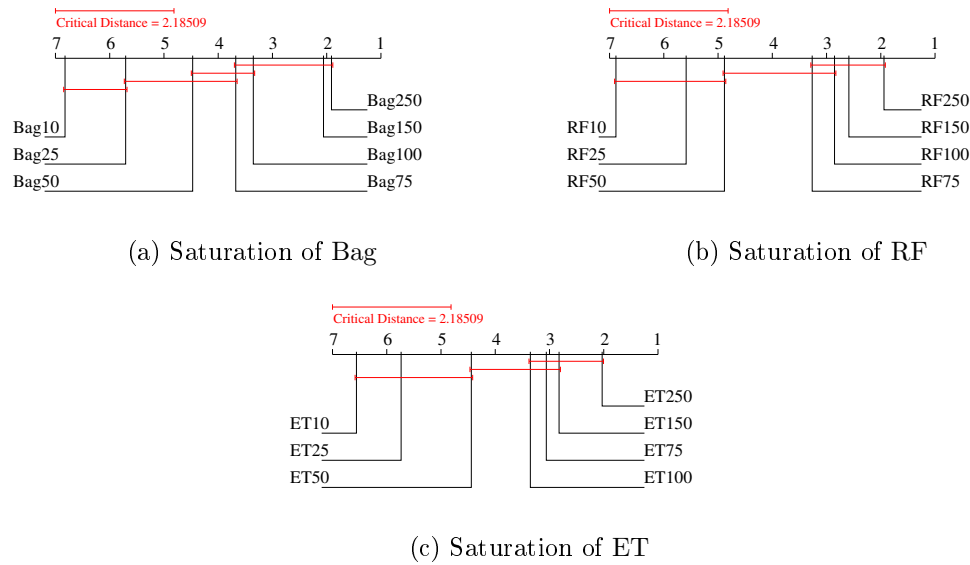 Critical Distance = 2.18509
7 6 5 4 3 2 1
Bag250
Bag10 Bag150
Bag25 Bag100
Bag50 Bag75
(a) Saturation of Bag
Critical Distance = 2.18509
7 6 5 4 3 2 1
RF250
RF10 RF150
RF25 RF100
RF50 RF75
(b) Saturation of RF
Critical Distance = 2.18509
7 6 5 4 3 2 1
ET250
ET10 ET150
ET25 ET75
ET50 ET100
(c) Saturation of ET